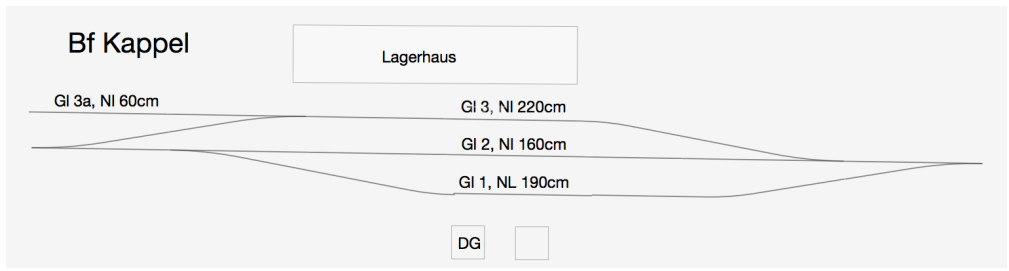 Bf Kappel
Lagerhaus
Gl 3a, Nl 60cm
Gl 3, Nl 220cm
Gl 2, Nl 160cm
Gl 1, NL 190cm
DG